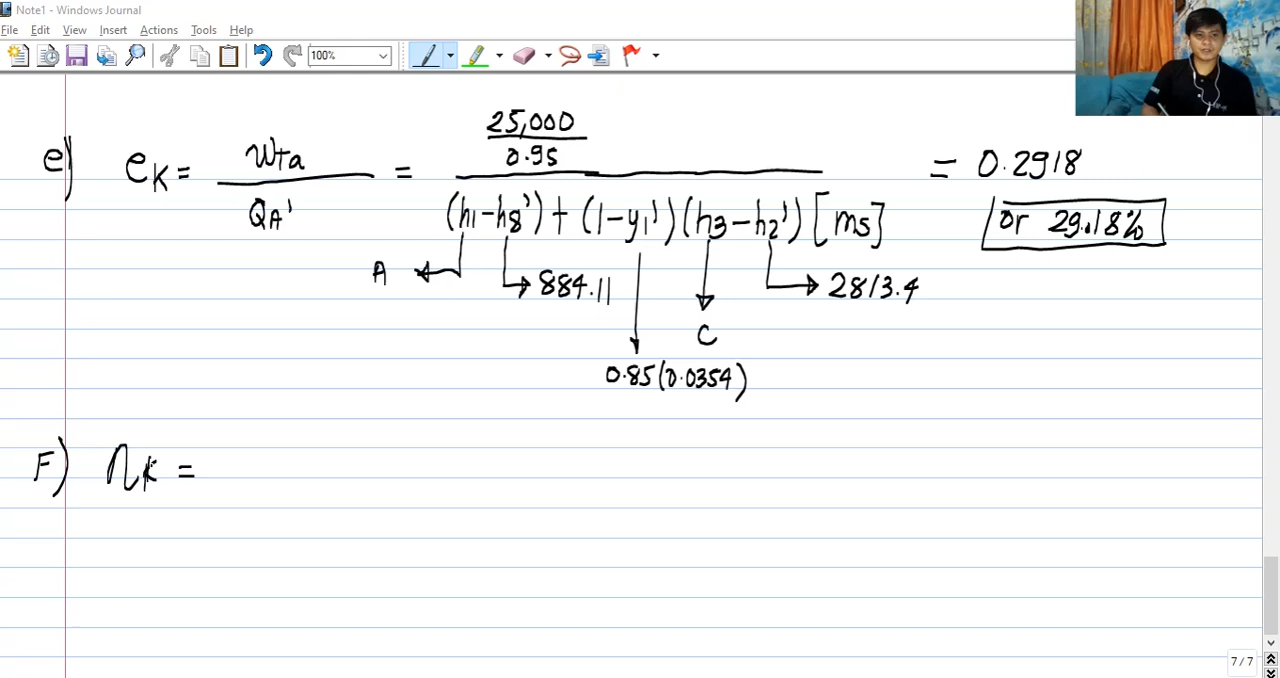 Note1 - Windows Journal
File Edit View Insert Actions Tools Help
100%
e) eK = WTa / QA' = (25,000 / 0.95) / ((h1-h8') + (1-y1')(h3-h2') [ms]) = 0.2918
or 29.18%
A
884.11
2813.4
C
0.85(0.0354)
F) ηK =
7 / 7